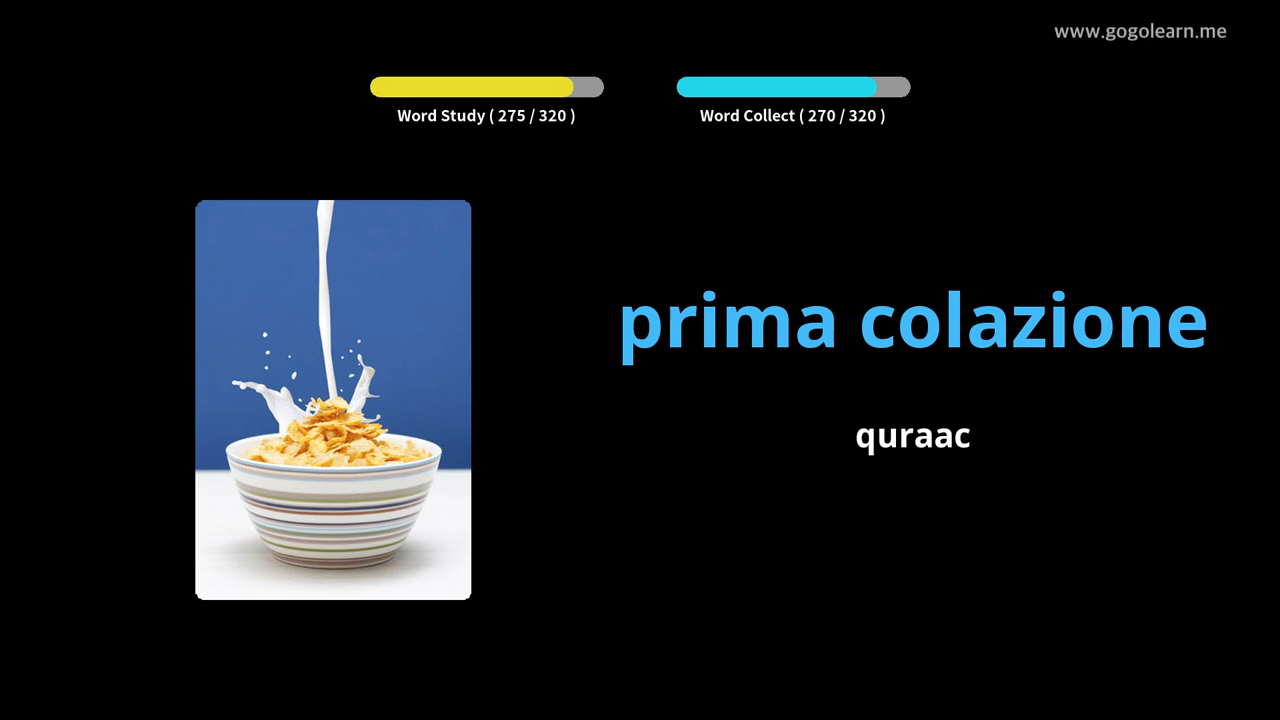 www.gogolearn.me
Word Study ( 275 / 320 )
Word Collect ( 270 / 320 )
prima colazione
quraac